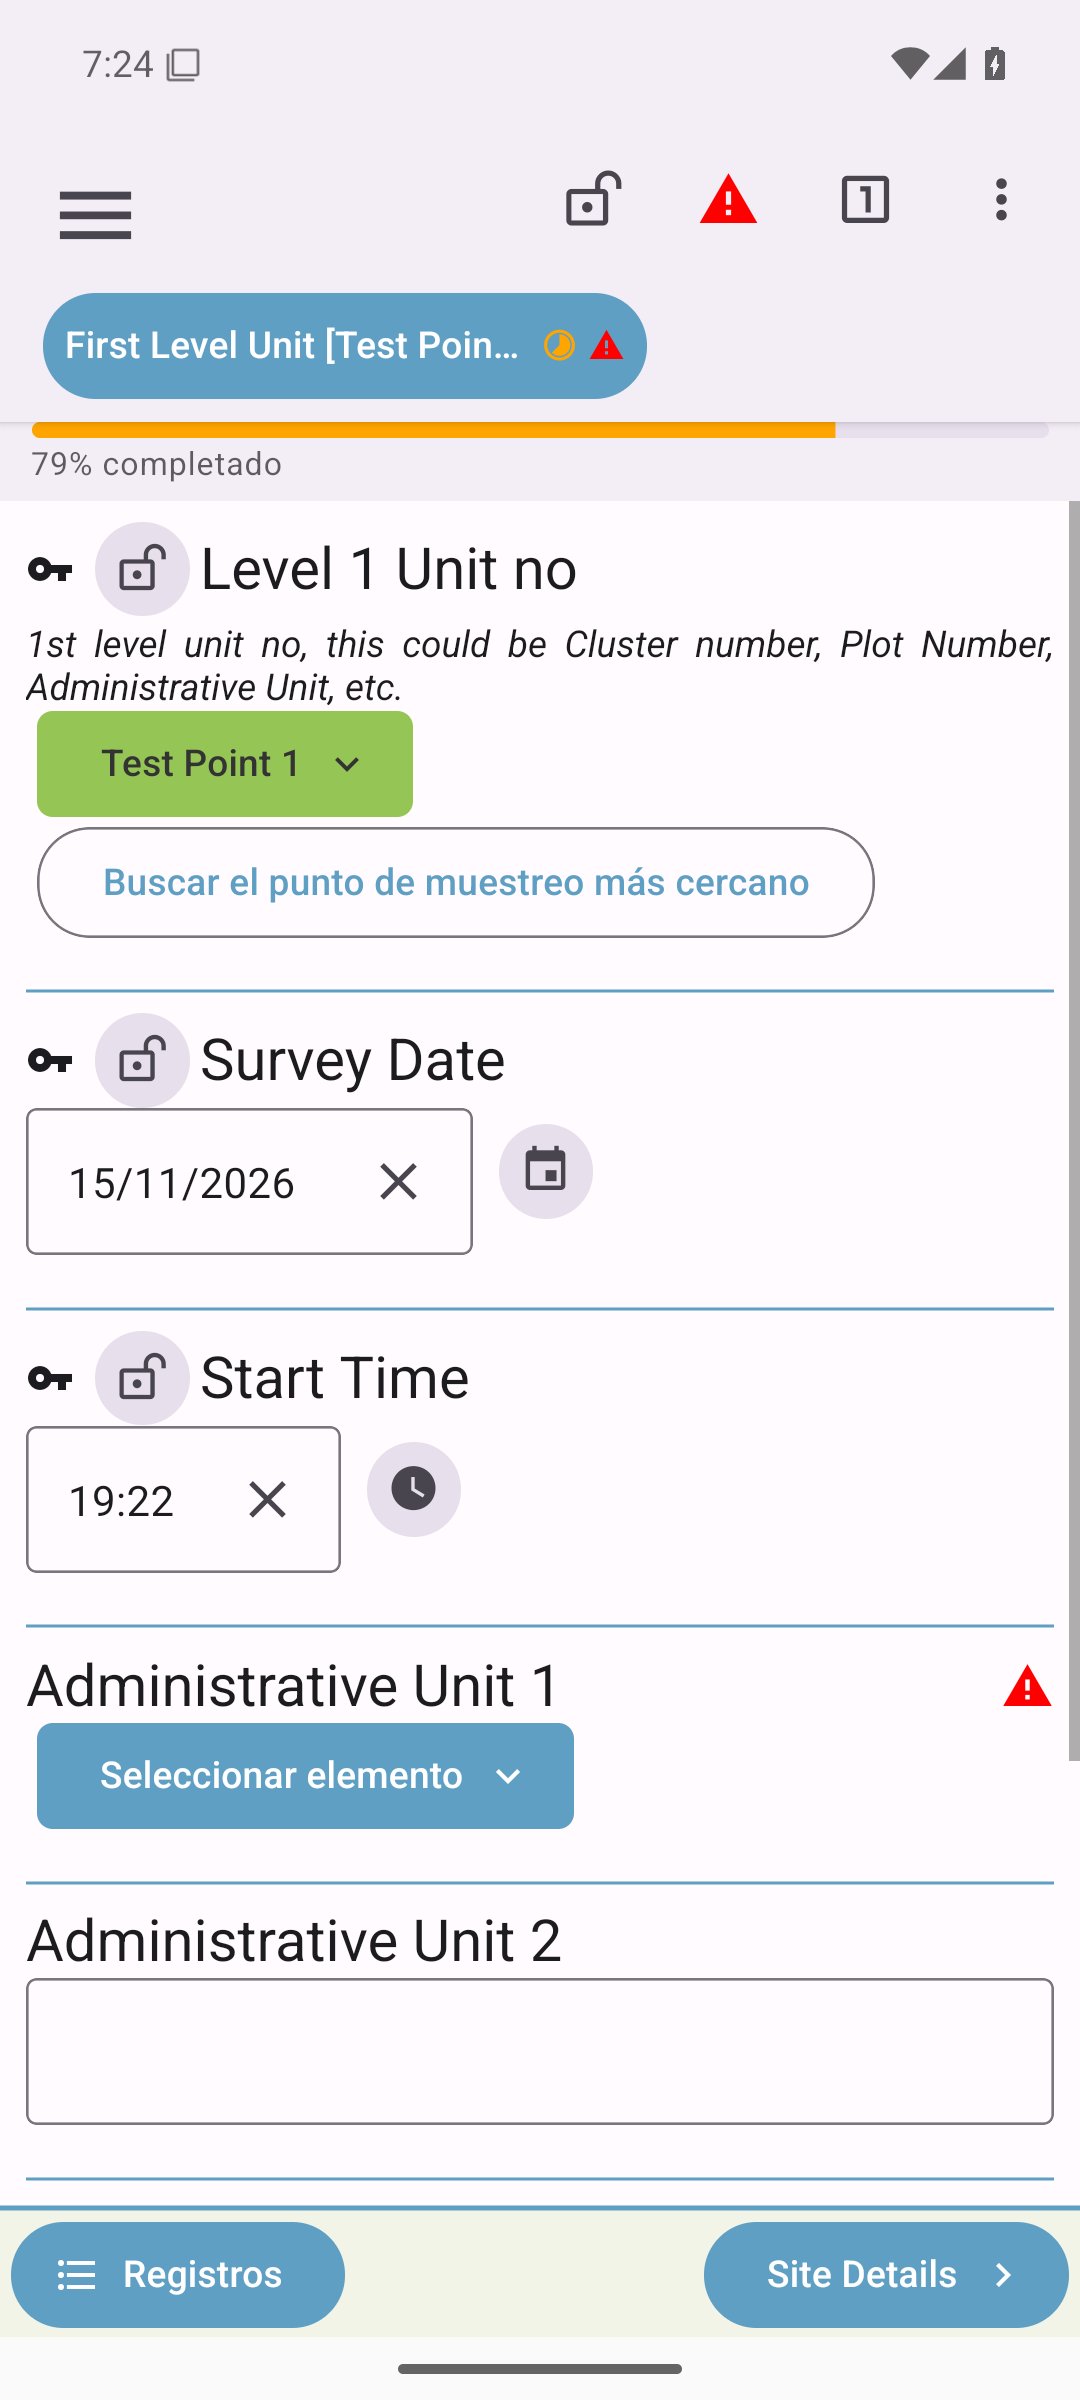 7:24
1
First Level Unit [Test Poin...
79% completado
Level 1 Unit no
1st level unit no, this could be Cluster number, Plot Number,
Administrative Unit, etc.
Test Point 1
Buscar el punto de muestreo más cercano
Survey Date
15/11/2026
Start Time
19:22
Administrative Unit 1
Seleccionar elemento
Administrative Unit 2
Registros
Site Details